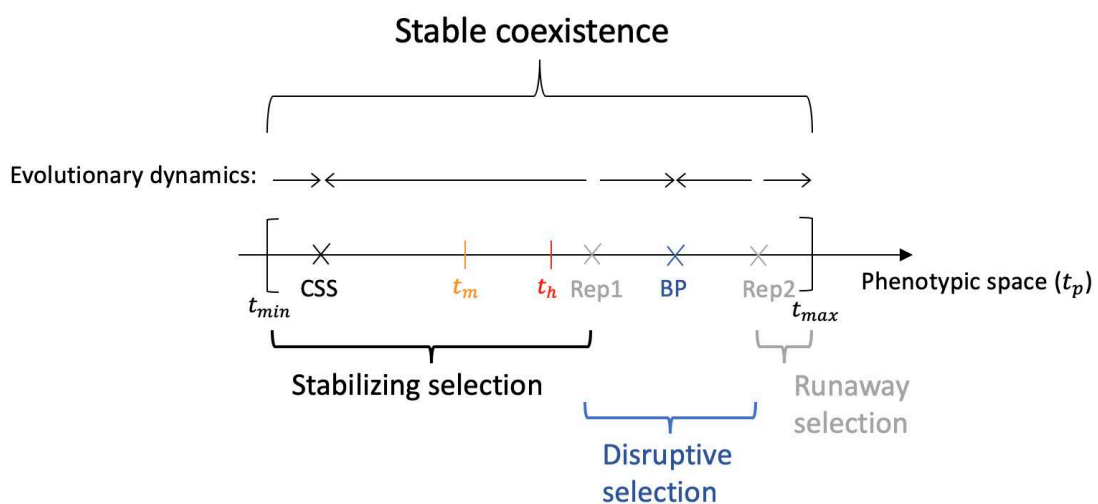 Stable coexistence
Evolutionary dynamics:
t_min CSS t_m t_h Rep1 BP Rep2 t_max Phenotypic space (t_p)
Stabilizing selection
Runaway
selection
Disruptive
selection